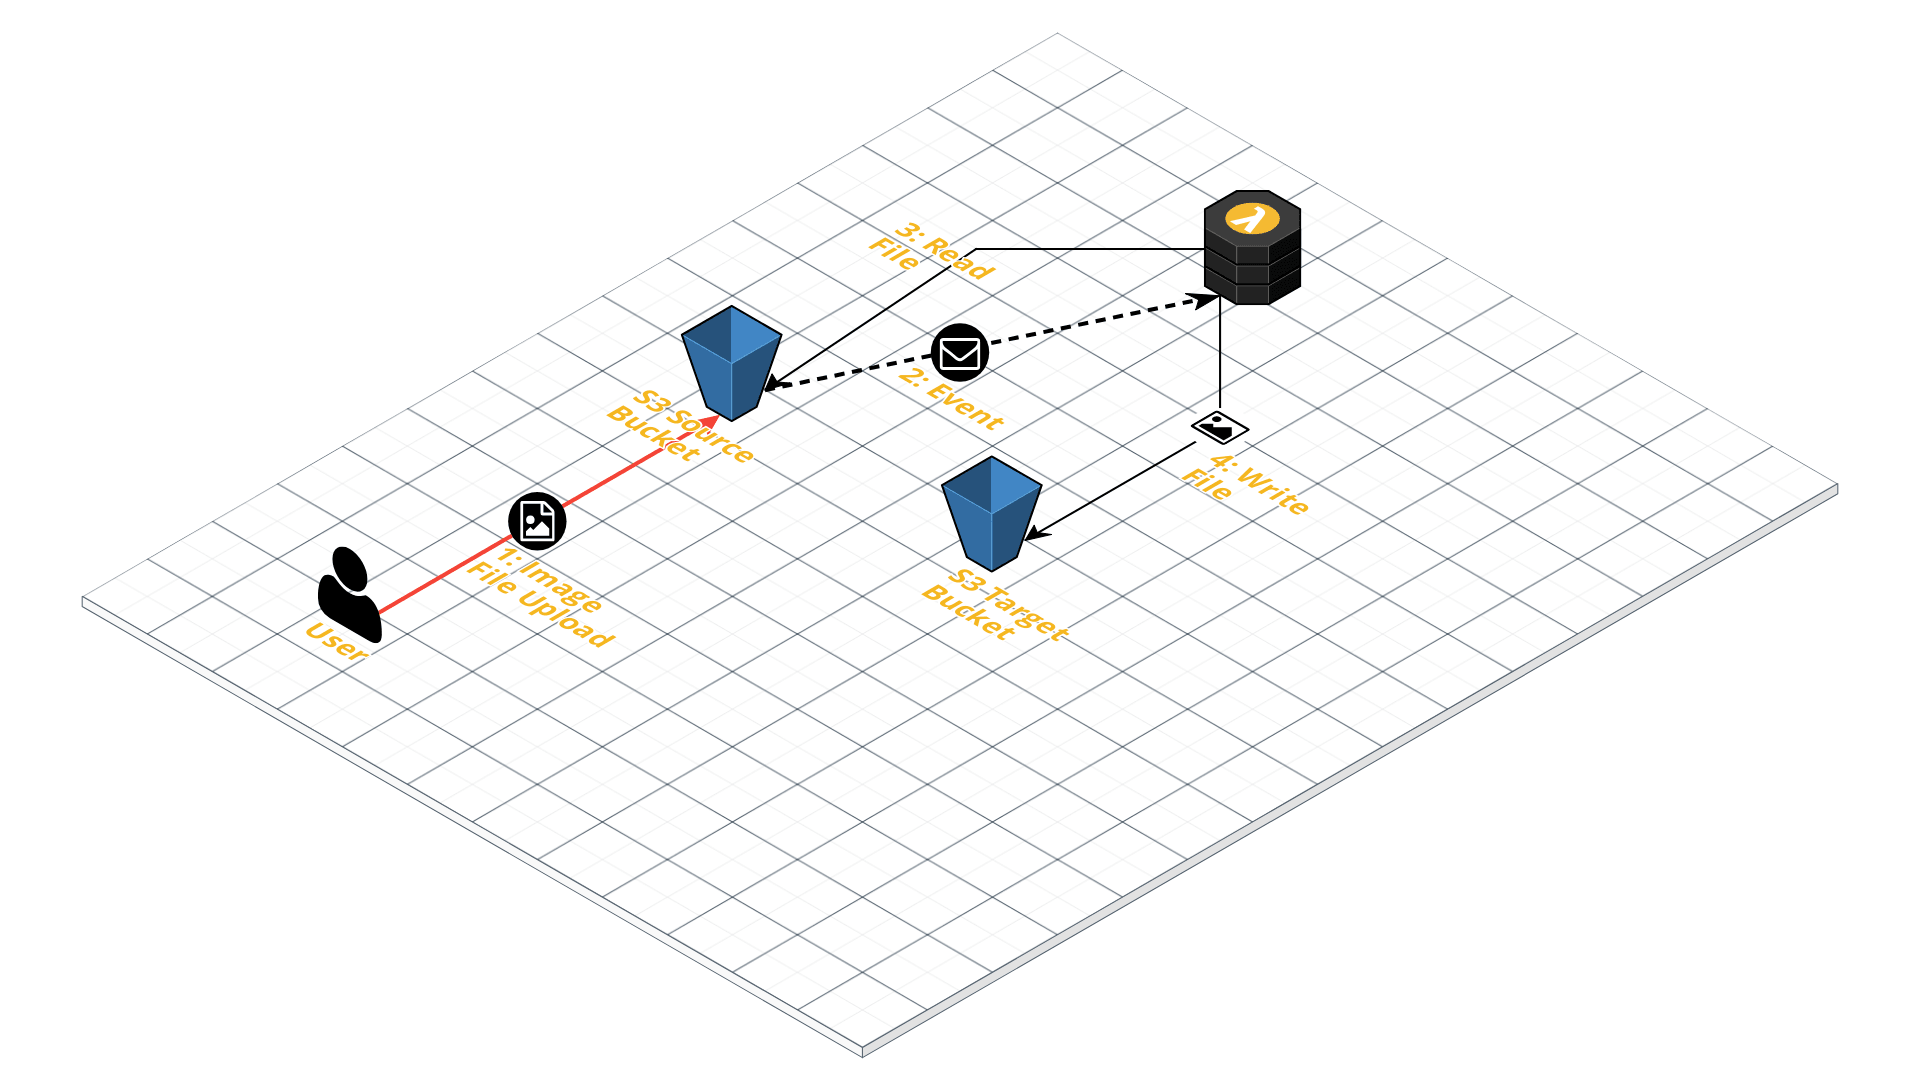 3: Read
File
2: Event
S3 Source
Bucket
4: Write
File
1: Image
File Upload
S3 Target
Bucket
User
λ